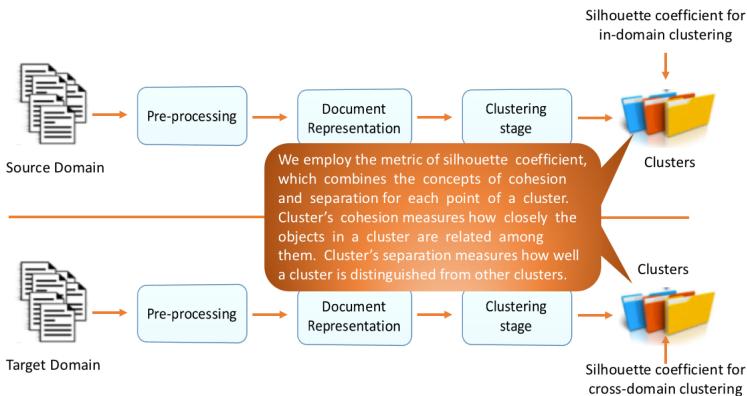 Silhouette coefficient for
in-domain clustering
Pre-processing
Document
Representation
Clustering
stage
Source Domain
Clusters
We employ the metric of silhouette coefficient,
which combines the concepts of cohesion
and separation for each point of a cluster.
Cluster's cohesion measures how closely the
objects in a cluster are related among
them. Cluster's separation measures how well
a cluster is distinguished from other clusters.
Clusters
Pre-processing
Document
Representation
Clustering
stage
Target Domain
Silhouette coefficient for
cross-domain clustering